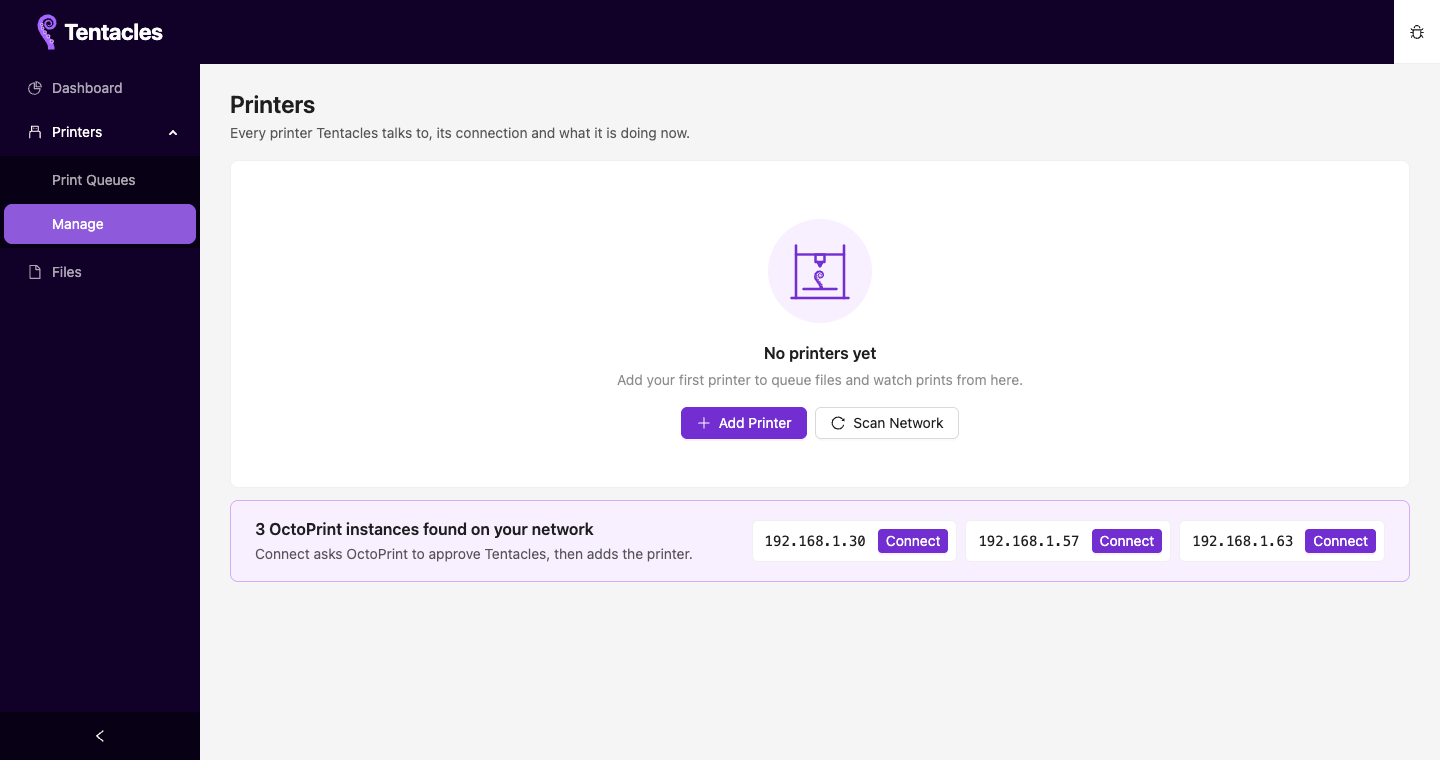 Tentacles
Dashboard
Printers
Print Queues
Manage
Files
Printers
Every printer Tentacles talks to, its connection and what it is doing now.
No printers yet
Add your first printer to queue files and watch prints from here.
Add Printer
Scan Network
3 OctoPrint instances found on your network
Connect asks OctoPrint to approve Tentacles, then adds the printer.
192.168.1.30 Connect
192.168.1.57 Connect
192.168.1.63 Connect